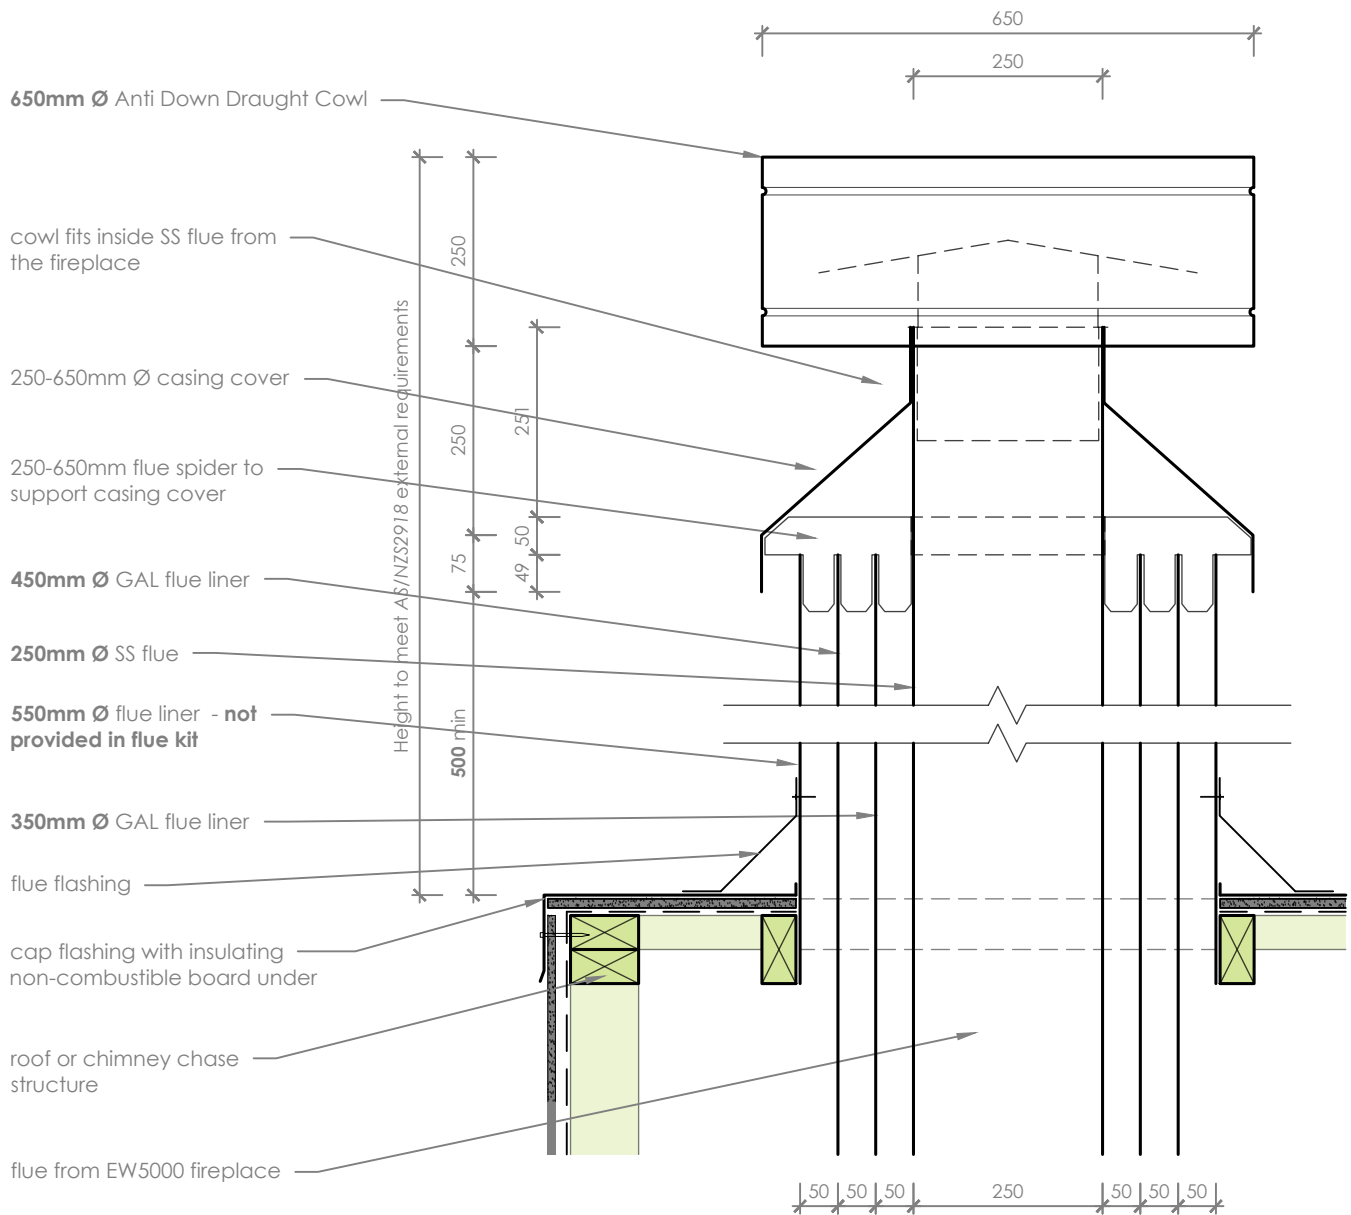 650
250
650mm Ø Anti Down Draught Cowl
cowl fits inside SS flue from
the fireplace
250-650mm Ø casing cover
250-650mm flue spider to
support casing cover
450mm Ø GAL flue liner
250mm Ø SS flue
550mm Ø flue liner - not
provided in flue kit
350mm Ø GAL flue liner
flue flashing
cap flashing with insulating
non-combustible board under
roof or chimney chase
structure
flue from EW5000 fireplace
Height to meet AS/NZS2918 external requirements
250
250
75
500 min
251
50
49
50
50
50
250
50
50
50